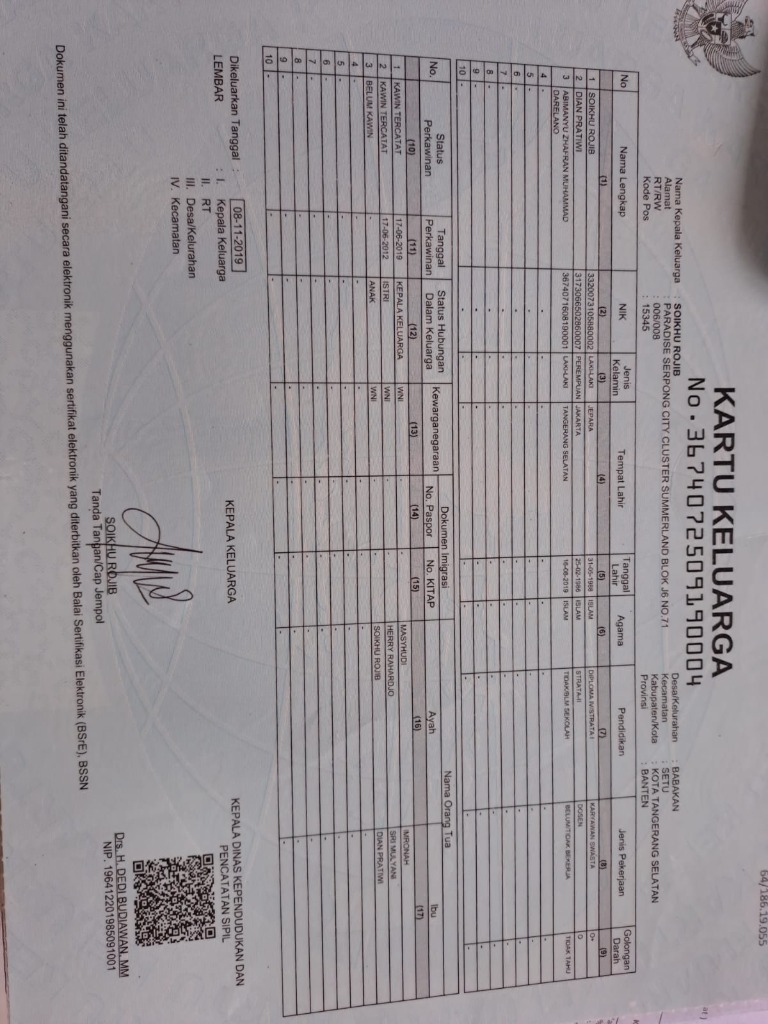 64/186.19.055
KARTU KELUARGA
No. 3674072509190004
Nama Kepala Keluarga : SOIKHU ROJIB
Alamat : PARADISE SERPONG CITY CLUSTER SUMMERLAND BLOK J6 NO.71
RT/RW : 006/008
Kode Pos : 15345
Desa/Kelurahan : BABAKAN
Kecamatan : SETU
Kabupaten/Kota : KOTA TANGERANG SELATAN
Provinsi : BANTEN
No Nama Lengkap NIK Jenis Kelamin Tempat Lahir Tanggal Lahir Agama Pendidikan Jenis Pekerjaan Golongan Darah
(1) (2) (3) (4) (5) (6) (7) (8) (9)
1 SOIKHU ROJIB 3320073105880002 LAKI-LAKI JEPARA 31-05-1988 ISLAM DIPLOMA IV/STRATA I KARYAWAN SWASTA O+
2 DIAN PRATIWI 3173066502860007 PEREMPUAN JAKARTA 25-02-1986 ISLAM STRATA-II DOSEN O
3 ABIMANYU ZHAFRAN MUHAMMAD DARELANO 3674071608190001 LAKI-LAKI TANGERANG SELATAN 16-08-2019 ISLAM TIDAK/BLM SEKOLAH BELUM/TIDAK BEKERJA TIDAK TAHU
4 - - - - - - - - -
5 - - - - - - - - -
6 - - - - - - - - -
7 - - - - - - - - -
8 - - - - - - - - -
9 - - - - - - - - -
10 - - - - - - - - -
No. Status Perkawinan Tanggal Perkawinan Status Hubungan Dalam Keluarga Kewarganegaraan Dokumen Imigrasi Nama Orang Tua
No. Paspor No. KITAP Ayah Ibu
(10) (11) (12) (13) (14) (15) (16) (17)
1 KAWIN TERCATAT KEPALA KELUARGA WNI - - MASYHUDI IMRONAH
2 KAWIN TERCATAT 17-06-2012 ISTRI WNI - - HERRY RAHARDJO SRI MULYANI
3 BELUM KAWIN - ANAK WNI - - SOIKHU ROJIB DIAN PRATIWI
4 - - - - - - - -
5 - - - - - - - -
6 - - - - - - - -
7 - - - - - - - -
8 - - - - - - - -
9 - - - - - - - -
10 - - - - - - - -
Dikeluarkan Tanggal : 08-11-2019
LEMBAR : I. Kepala Keluarga
II. RT
III. Desa/Kelurahan
IV. Kecamatan
KEPALA KELUARGA
SOIKHU ROJIB
Tanda Tangan/Cap Jempol
KEPALA DINAS KEPENDUDUKAN DAN
PENCATATAN SIPIL
Drs. H. DEDI BUDIAWAN, MM
NIP. 196412201985091001
Dokumen ini telah ditandatangani secara elektronik menggunakan sertifikat elektronik yang diterbitkan oleh Balai Sertifikasi Elektronik (BSrE), BSSN